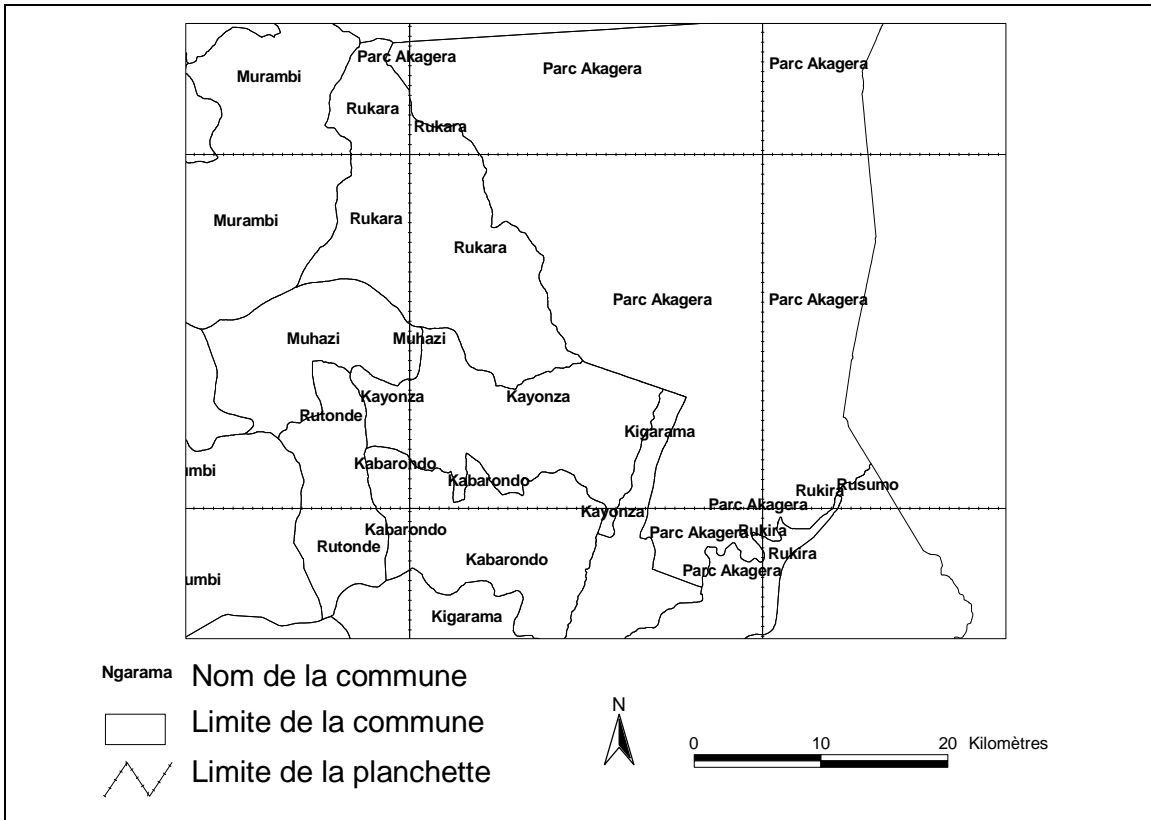 Parc Akagera
Parc Akagera
Parc Akagera
Murambi
Rukara
Rukara
Murambi
Rukara
Rukara
Parc Akagera
Parc Akagera
Muhazi
Muhazi
Kayonza
Kayonza
Rutonde
Kigarama
Kabarondo
umbi
Kabarondo
Rukira
Rusumo
Parc Akagera
Kayonza
Kabarondo
Parc Akagera
Rukira
Rutonde
Kabarondo
Rukira
Parc Akagera
umbi
Kigarama
Ngarama Nom de la commune
Limite de la commune
Limite de la planchette
N
0 10 20 Kilomètres